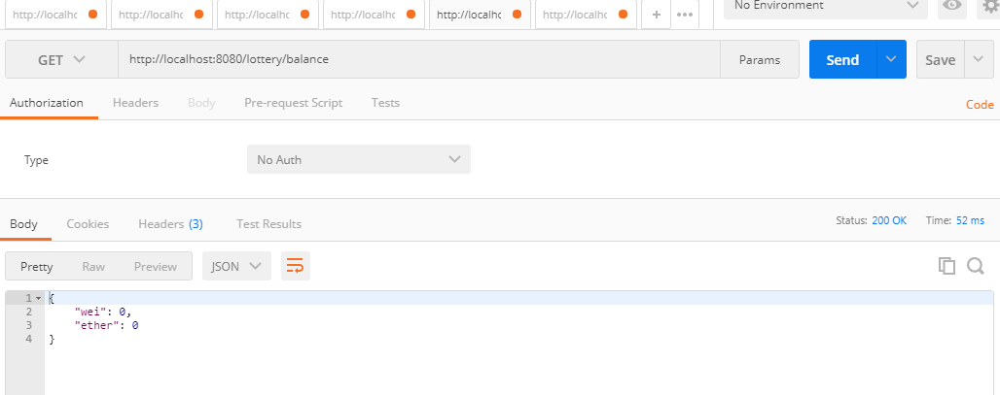 http://localhc http://localhc http://localhc http://localhc http://localhc http://localhc + ••• No Environment
GET http://localhost:8080/lottery/balance Params Send Save
Authorization Headers Body Pre-request Script Tests Code
Type No Auth
Body Cookies Headers (3) Test Results Status: 200 OK Time: 52 ms
Pretty Raw Preview JSON
1 {
2 "wei": 0,
3 "ether": 0
4 }